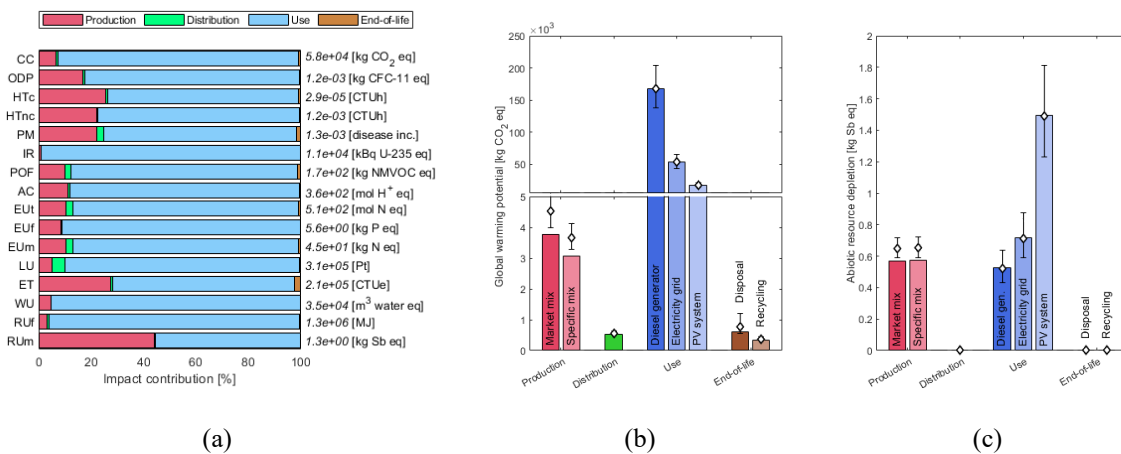 Production Distribution Use End-of-life
CC 5.8e+04 [kg CO2 eq]
ODP 1.2e-03 [kg CFC-11 eq]
HTc 2.9e-05 [CTUh]
HTnc 1.2e-03 [CTUh]
PM 1.3e-03 [disease inc.]
IR 1.1e+04 [kBq U-235 eq]
POF 1.7e+02 [kg NMVOC eq]
AC 3.6e+02 [mol H+ eq]
EUt 5.1e+02 [mol N eq]
EUf 5.6e+00 [kg P eq]
EUm 4.5e+01 [kg N eq]
LU 3.1e+05 [Pt]
ET 2.1e+05 [CTUe]
WU 3.5e+04 [m3 water eq]
RUf 1.3e+06 [MJ]
RUm 1.3e+00 [kg Sb eq]
0 20 40 60 80 100
Impact contribution [%]
(a)
×10^3
250
200
150
100
50
5
4
3
2
1
0
Global warming potential [kg CO2 eq]
Market mix
Specific mix
Diesel generator
Electricity grid
PV system
Disposal
Recycling
Production Distribution Use End-of-life
(b)
2
1.8
1.6
1.4
1.2
1
0.8
0.6
0.4
0.2
0
Abiotic resource depletion [kg Sb eq]
Market mix
Specific mix
Diesel gen.
Electricity grid
PV system
Disposal
Recycling
Production Distribution Use End-of-life
(c)